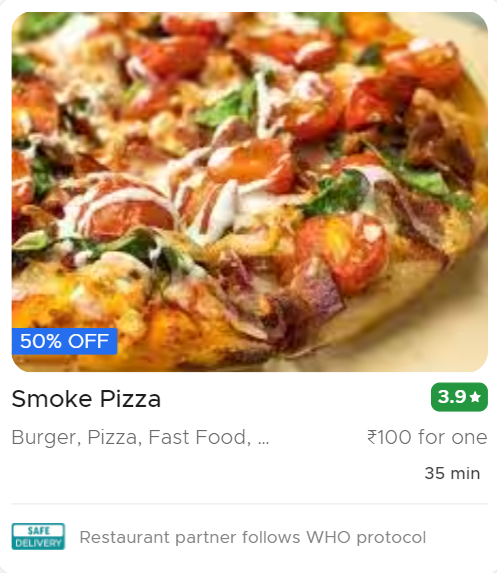 50% OFF
Smoke Pizza
3.9★
Burger, Pizza, Fast Food, ...
₹100 for one
35 min
SAFE
DELIVERY
Restaurant partner follows WHO protocol